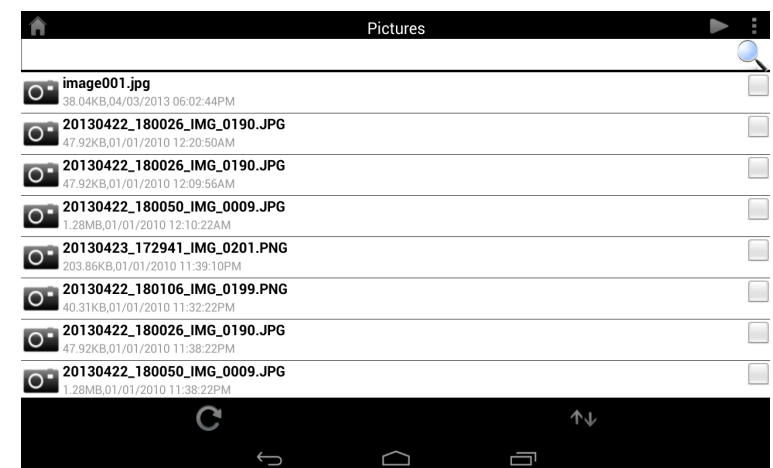 Pictures
image001.jpg
38.04KB,04/03/2013 06:02:44PM
20130422_180026_IMG_0190.JPG
47.92KB,01/01/2010 12:20:50AM
20130422_180026_IMG_0190.JPG
47.92KB,01/01/2010 12:09:56AM
20130422_180050_IMG_0009.JPG
1.28MB,01/01/2010 12:10:22AM
20130423_172941_IMG_0201.PNG
203.86KB,01/01/2010 11:39:10PM
20130422_180106_IMG_0199.PNG
40.31KB,01/01/2010 11:32:22PM
20130422_180026_IMG_0190.JPG
47.92KB,01/01/2010 11:38:22PM
20130422_180050_IMG_0009.JPG
1.28MB,01/01/2010 11:38:22PM